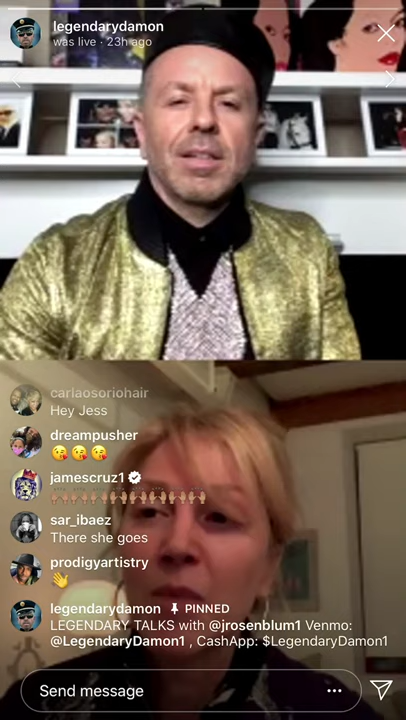 legendarydamon
was live · 23h ago
carlaosoriohair
Hey Jess
dreampusher
😘😘😘
jamescruz1
🙌🏽🙌🏽🙌🏽🙌🏽🙌🏽🙌🏽🙌🏽
sar_ibaez
There she goes
prodigyartistry
👋
legendarydamon PINNED
LEGENDARY TALKS with @jrosenblum1 Venmo:
@LegendaryDamon1 , CashApp: $LegendaryDamon1
Send message